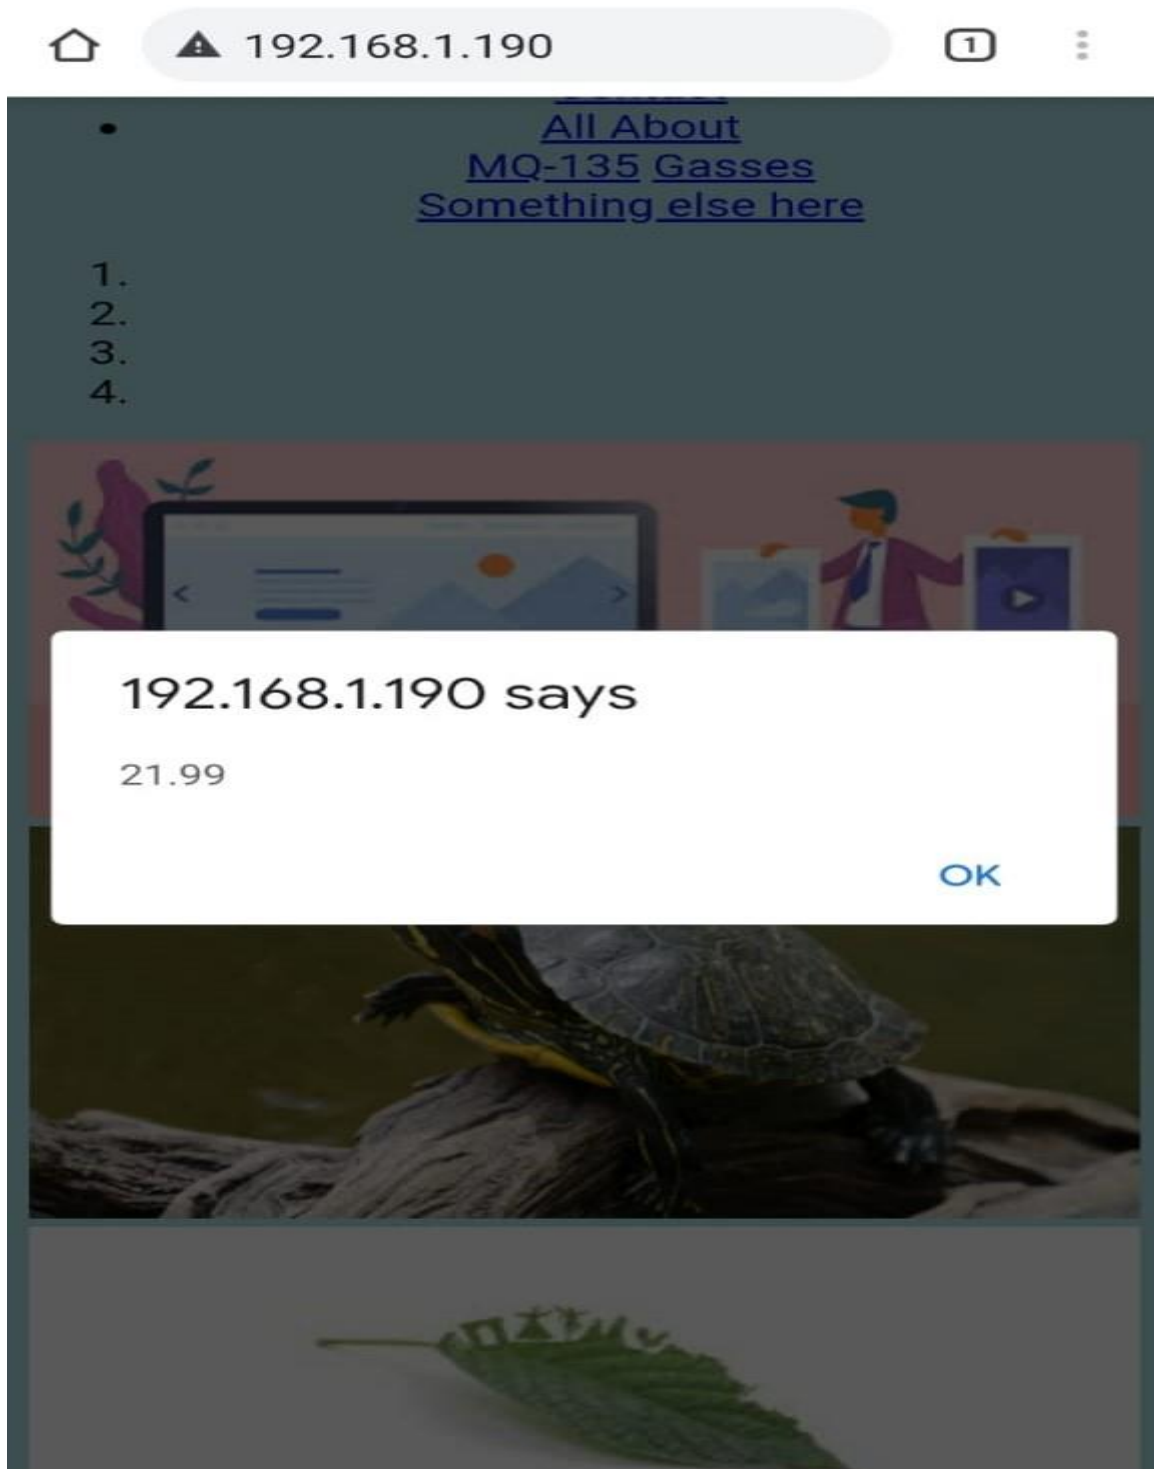 192.168.1.190
1
All About
MQ-135 Gasses
Something else here
1.
2.
3.
4.
192.168.1.190 says
21.99
OK